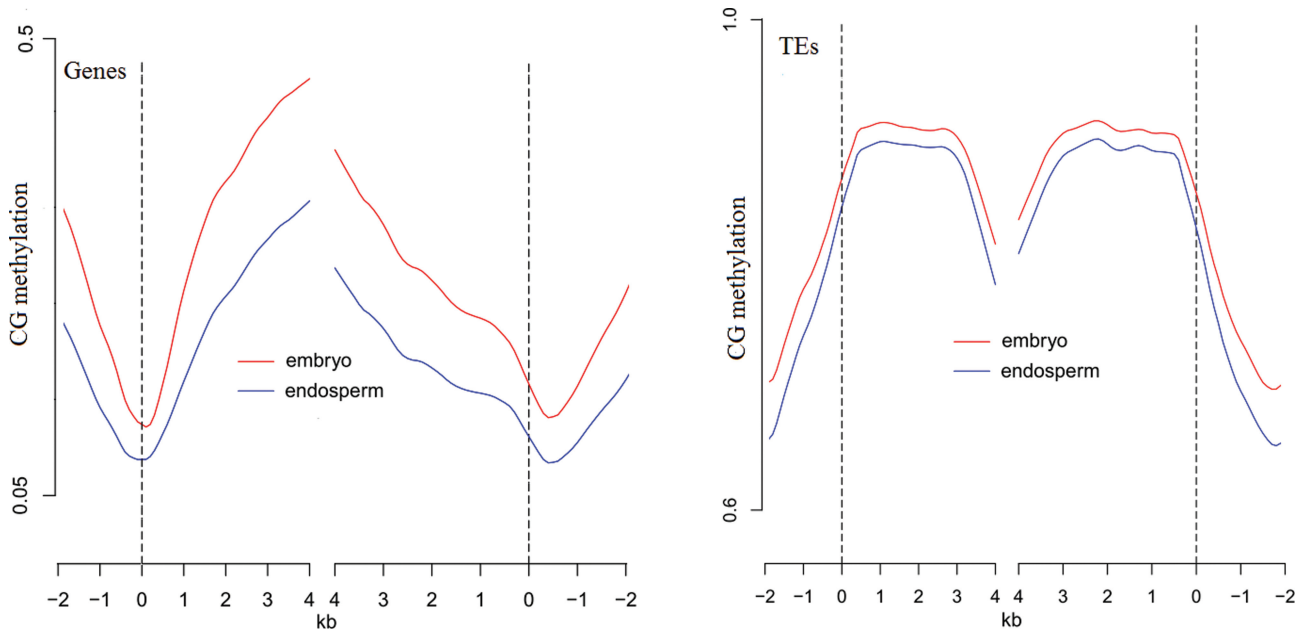 Genes
CG methylation
0.5
0.05
embryo
endosperm
−2 −1 0 1 2 3 4 4 3 2 1 0 −1 −2
kb
TEs
CG methylation
1.0
0.6
embryo
endosperm
−2 −1 0 1 2 3 4 4 3 2 1 0 −1 −2
kb